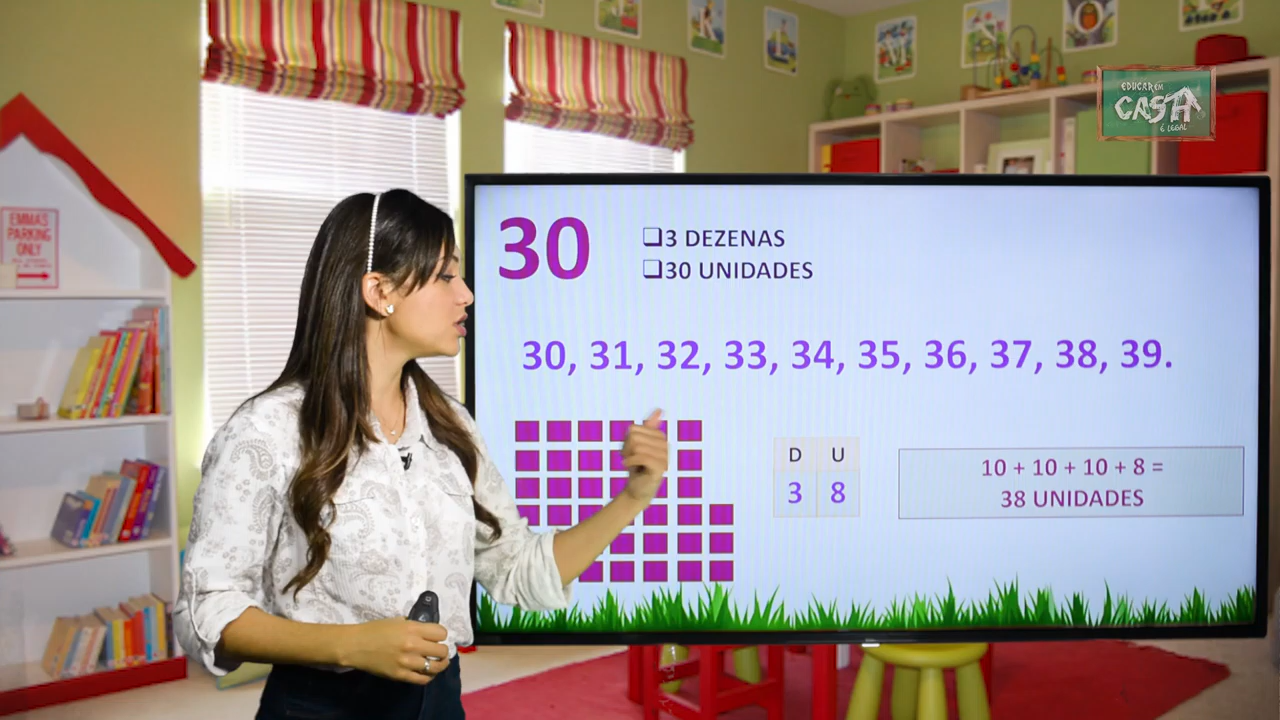 EDUCAR EM
CASA
É LEGAL
EMMA'S
PARKING
ONLY
30
❑3 DEZENAS
❑30 UNIDADES
30, 31, 32, 33, 34, 35, 36, 37, 38, 39.
D U
3 8
10 + 10 + 10 + 8 =
38 UNIDADES